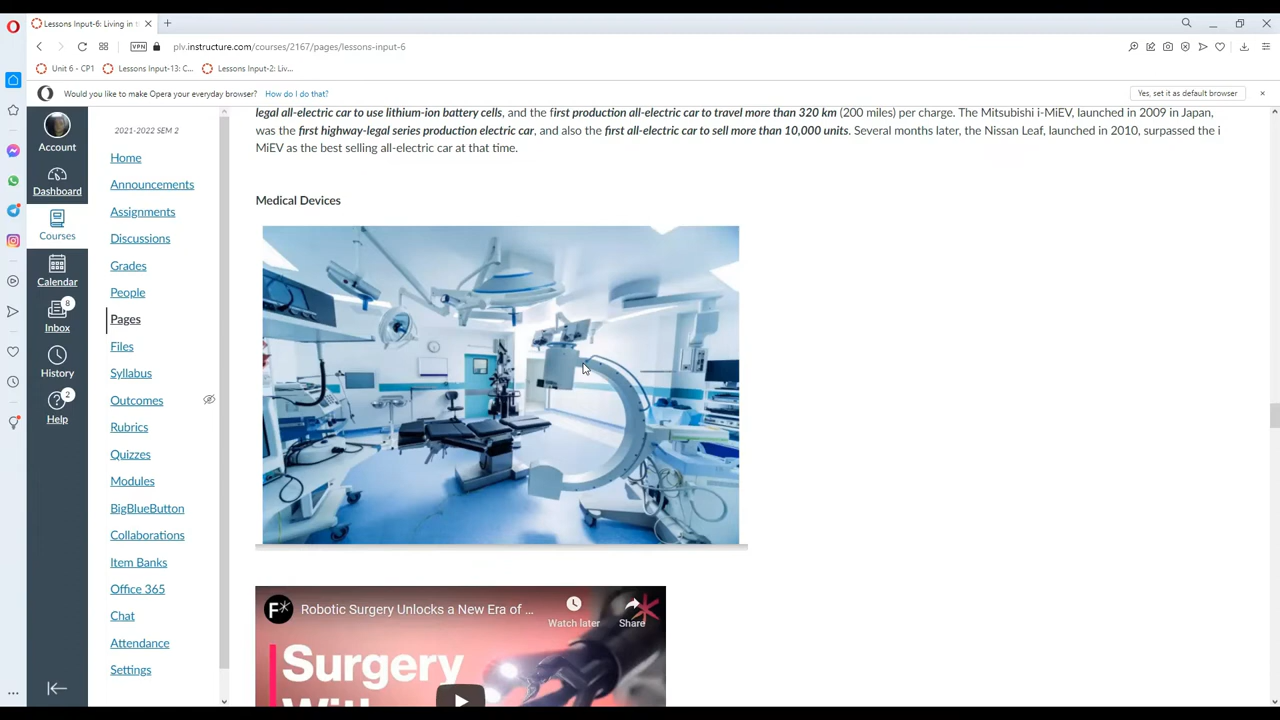 Lessons Input-6: Living in
VPN
plv.instructure.com/courses/2167/pages/lessons-input-6
Unit 6 - CP1
Lessons Input-13: C...
Lessons Input-2: Liv...
Would you like to make Opera your everyday browser?
How do I do that?
Yes, set it as default browser
Account
Dashboard
Courses
Calendar
8
Inbox
History
2
Help
2021-2022 SEM 2
Home
Announcements
Assignments
Discussions
Grades
People
Pages
Files
Syllabus
Outcomes
Rubrics
Quizzes
Modules
BigBlueButton
Collaborations
Item Banks
Office 365
Chat
Attendance
Settings
legal all-electric car to use lithium-ion battery cells, and the first production all-electric car to travel more than 320 km (200 miles) per charge. The Mitsubishi i-MiEV, launched in 2009 in Japan,
was the first highway-legal series production electric car, and also the first all-electric car to sell more than 10,000 units. Several months later, the Nissan Leaf, launched in 2010, surpassed the i
MiEV as the best selling all-electric car at that time.
Medical Devices
F*
Robotic Surgery Unlocks a New Era of ...
Watch later
Share
Surgery